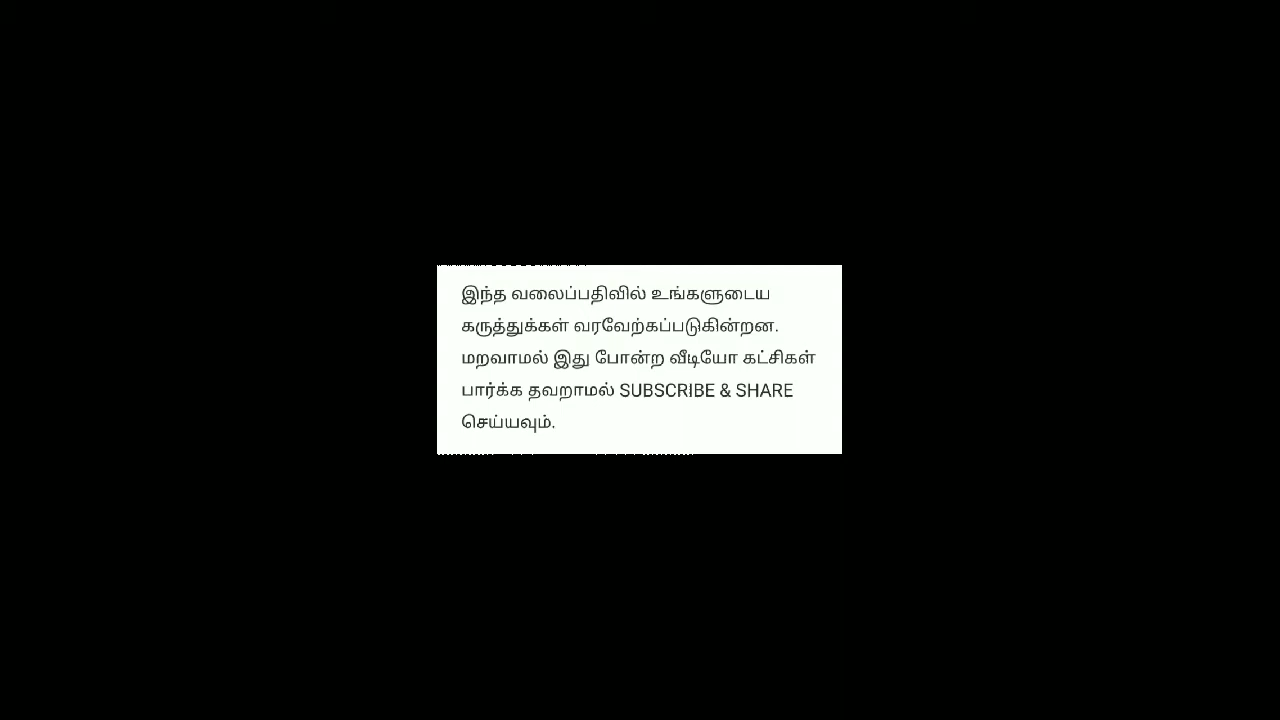 இந்த வலைப்பதிவில் உங்களுடைய
கருத்துக்கள் வரவேற்கப்படுகின்றன.
மறவாமல் இது போன்ற வீடியோ கட்சிகள்
பார்க்க தவறாமல் SUBSCRIBE & SHARE
செய்யவும்.